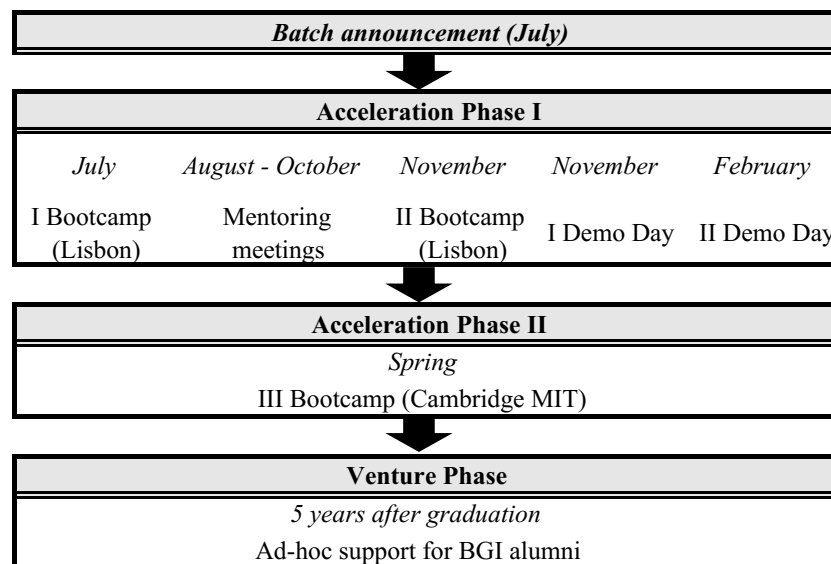 Batch announcement (July)
Acceleration Phase I
July August - October November November February
I Bootcamp (Lisbon) Mentoring meetings II Bootcamp (Lisbon) I Demo Day II Demo Day
Acceleration Phase II
Spring
III Bootcamp (Cambridge MIT)
Venture Phase
5 years after graduation
Ad-hoc support for BGI alumni